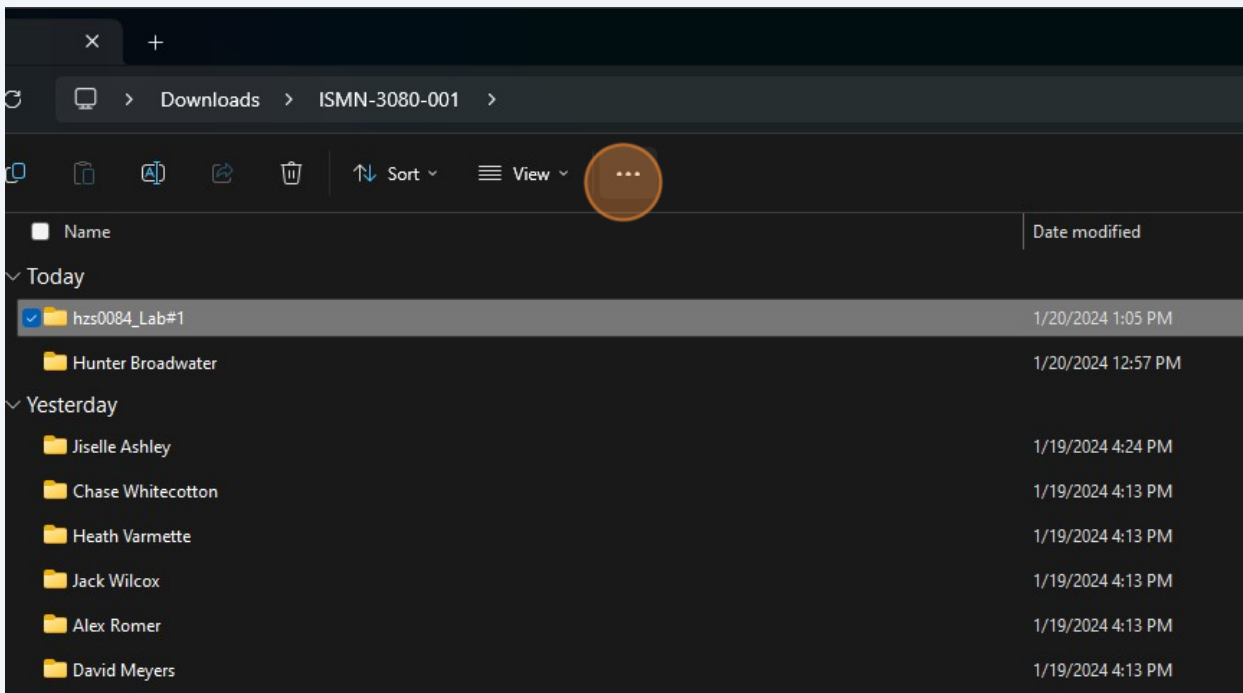 Downloads > ISMN-3080-001 >
Sort View ...
Name Date modified
Today
hzs0084_Lab#1 1/20/2024 1:05 PM
Hunter Broadwater 1/20/2024 12:57 PM
Yesterday
Jiselle Ashley 1/19/2024 4:24 PM
Chase Whitecotton 1/19/2024 4:13 PM
Heath Varmette 1/19/2024 4:13 PM
Jack Wilcox 1/19/2024 4:13 PM
Alex Romer 1/19/2024 4:13 PM
David Meyers 1/19/2024 4:13 PM